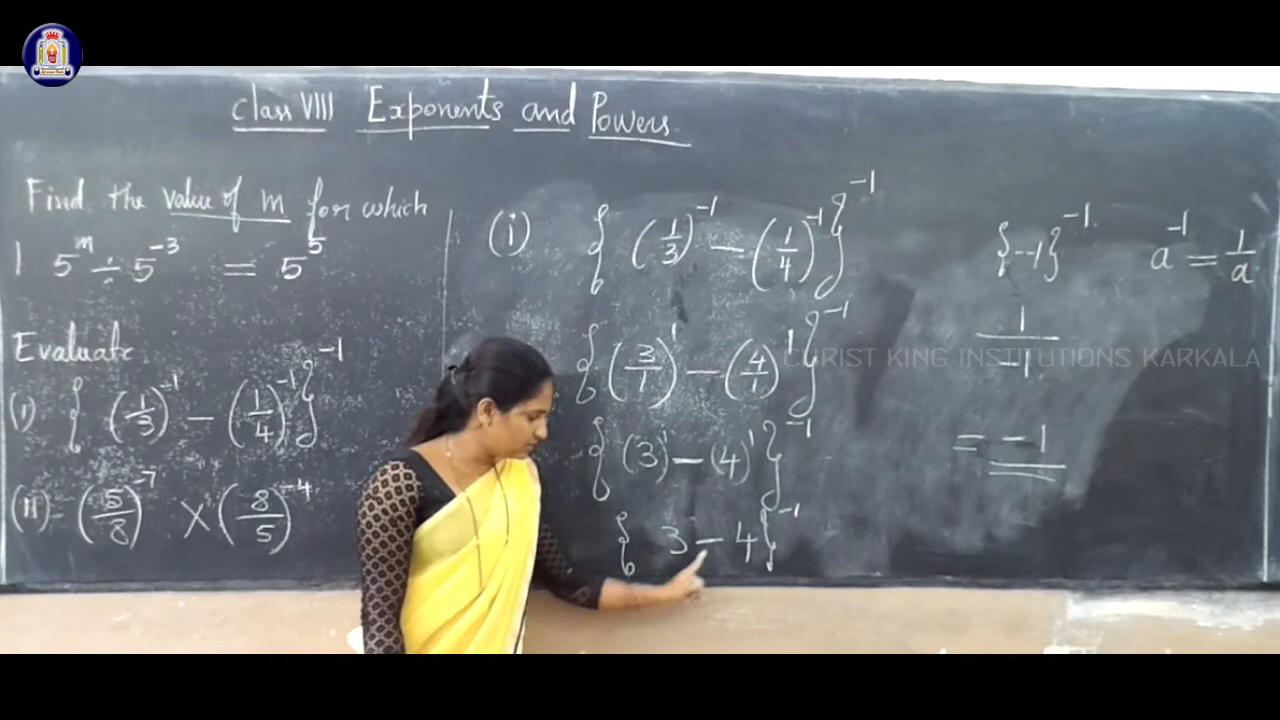 Class VIII Exponents and Powers
Find the value of m for which
1 5^m ÷ 5^-3 = 5^5
Evaluate
(i) { (1/3)^-1 - (1/4)^-1 }^-1
(ii) (5/8)^-7 × (8/5)^-4
(i) { (1/3)^-1 - (1/4)^-1 }^-1
{ (3/1)^1 - (4/1)^1 }^-1
{ (3)^1 - (4)^1 }^-1
{ 3 - 4 }^-1
{-1}^-1
1/-1
= -1
a^-1 = 1/a
CHRIST KING INSTITUTIONS KARKALA